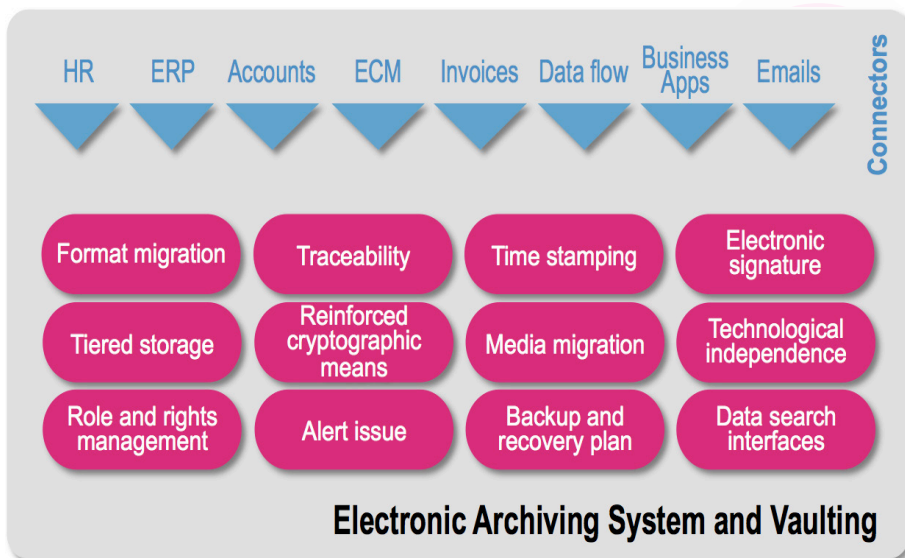 HR
ERP
Accounts
ECM
Invoices
Data flow
Business
Apps
Emails
Connectors
Format migration
Traceability
Time stamping
Electronic
signature
Tiered storage
Reinforced
cryptographic
means
Media migration
Technological
independence
Role and rights
management
Alert issue
Backup and
recovery plan
Data search
interfaces
Electronic Archiving System and Vaulting